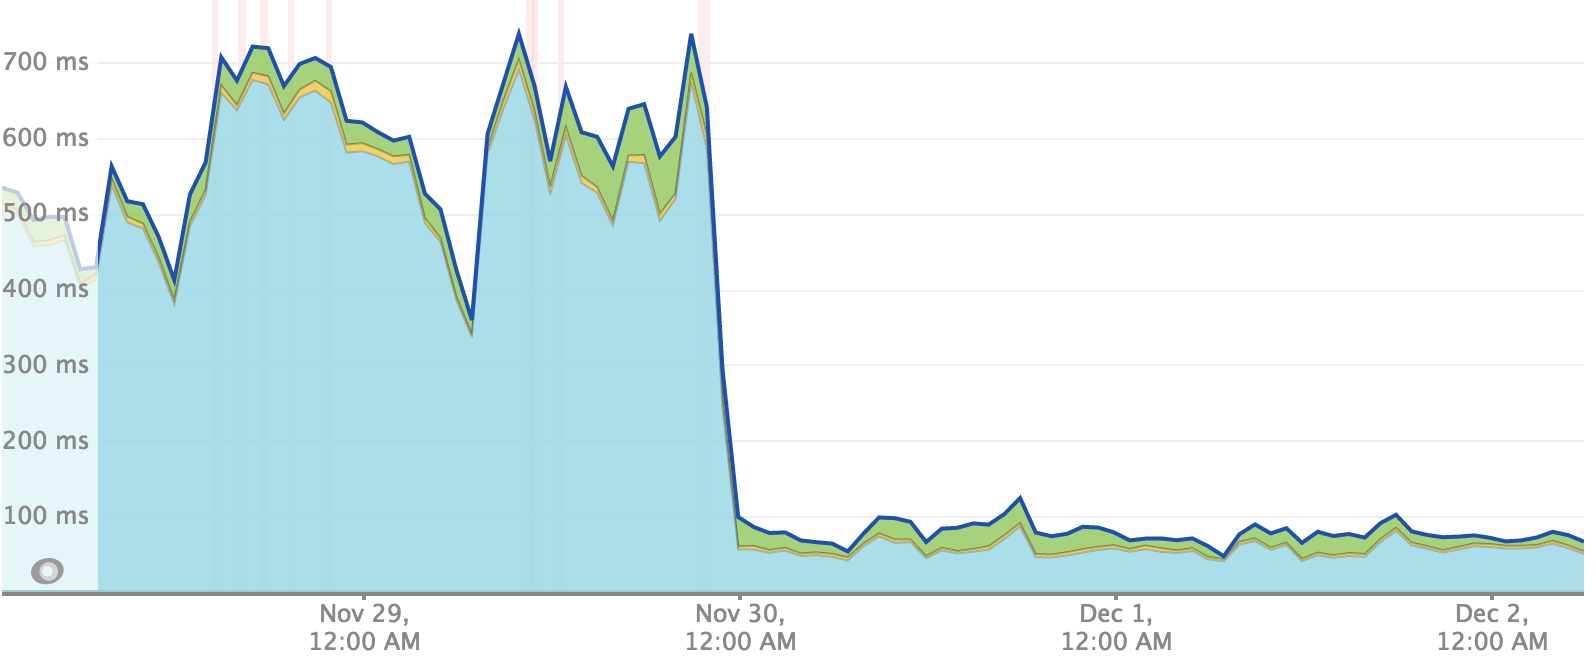 700 ms
600 ms
500 ms
400 ms
300 ms
200 ms
100 ms
Nov 29,
12:00 AM
Nov 30,
12:00 AM
Dec 1,
12:00 AM
Dec 2,
12:00 AM